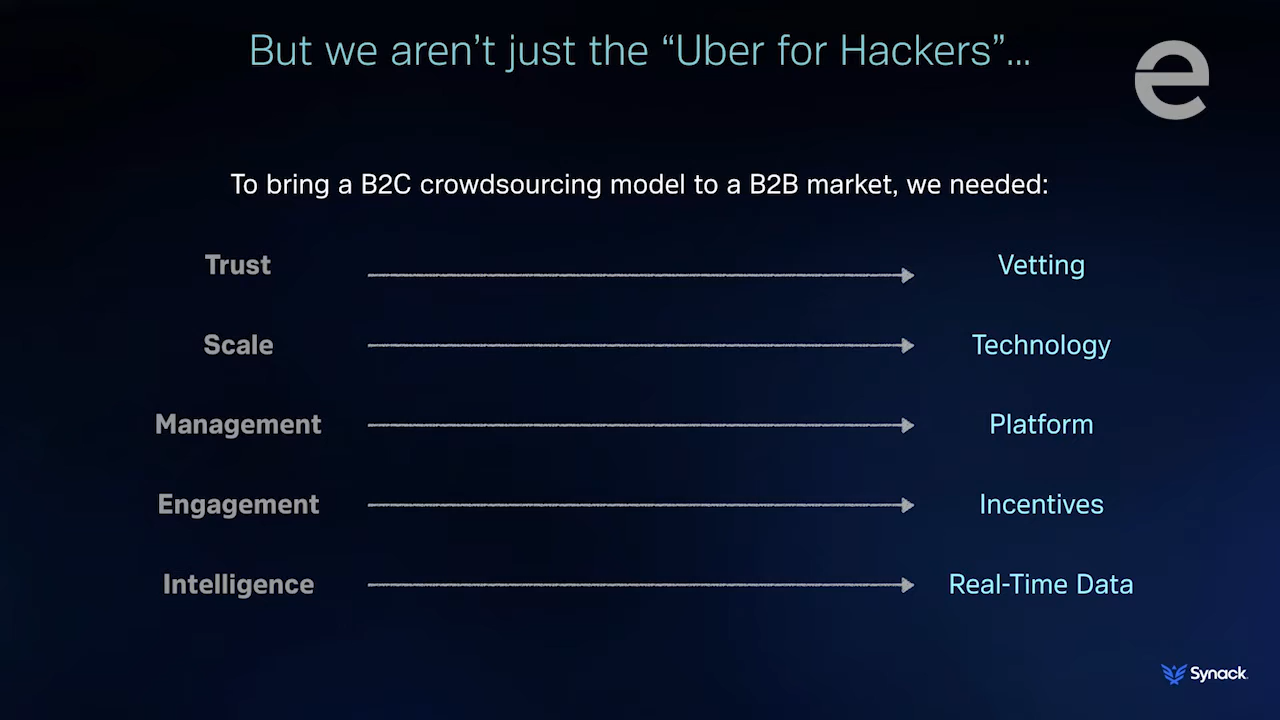 But we aren't just the “Uber for Hackers”...
e
To bring a B2C crowdsourcing model to a B2B market, we needed:
Trust Vetting
Scale Technology
Management Platform
Engagement Incentives
Intelligence Real-Time Data
Synack